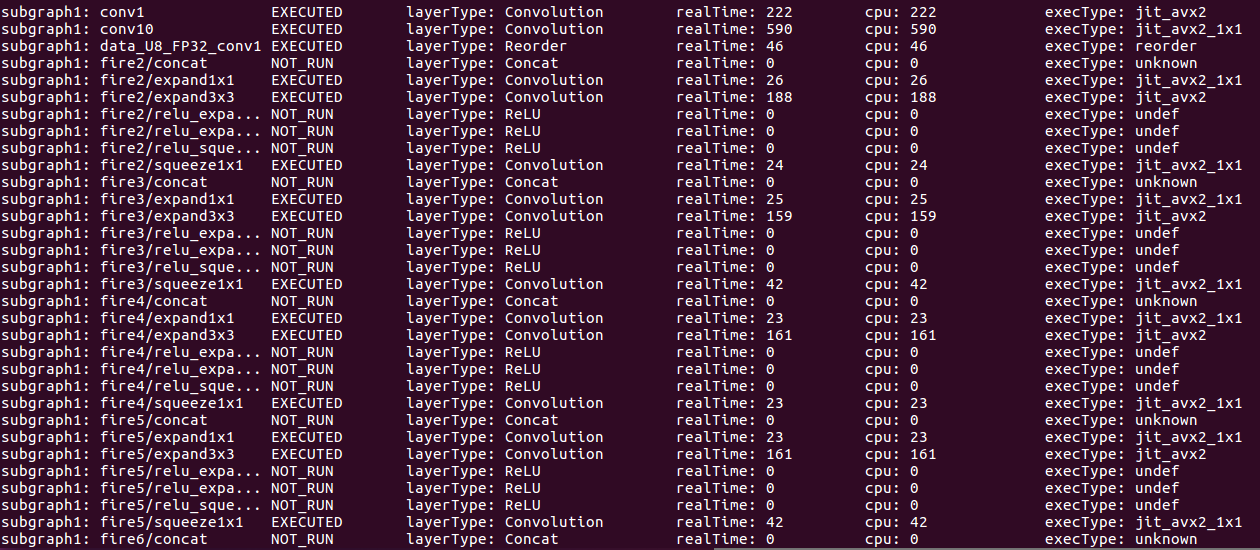 subgraph1: conv1 EXECUTED layerType: Convolution realTime: 222 cpu: 222 execType: jit_avx2
subgraph1: conv10 EXECUTED layerType: Convolution realTime: 590 cpu: 590 execType: jit_avx2_1x1
subgraph1: data_U8_FP32_conv1 EXECUTED layerType: Reorder realTime: 46 cpu: 46 execType: reorder
subgraph1: fire2/concat NOT_RUN layerType: Concat realTime: 0 cpu: 0 execType: unknown
subgraph1: fire2/expand1x1 EXECUTED layerType: Convolution realTime: 26 cpu: 26 execType: jit_avx2_1x1
subgraph1: fire2/expand3x3 EXECUTED layerType: Convolution realTime: 188 cpu: 188 execType: jit_avx2
subgraph1: fire2/relu_expa... NOT_RUN layerType: ReLU realTime: 0 cpu: 0 execType: undef
subgraph1: fire2/relu_expa... NOT_RUN layerType: ReLU realTime: 0 cpu: 0 execType: undef
subgraph1: fire2/relu_sque... NOT_RUN layerType: ReLU realTime: 0 cpu: 0 execType: undef
subgraph1: fire2/squeeze1x1 EXECUTED layerType: Convolution realTime: 24 cpu: 24 execType: jit_avx2_1x1
subgraph1: fire3/concat NOT_RUN layerType: Concat realTime: 0 cpu: 0 execType: unknown
subgraph1: fire3/expand1x1 EXECUTED layerType: Convolution realTime: 25 cpu: 25 execType: jit_avx2_1x1
subgraph1: fire3/expand3x3 EXECUTED layerType: Convolution realTime: 159 cpu: 159 execType: jit_avx2
subgraph1: fire3/relu_expa... NOT_RUN layerType: ReLU realTime: 0 cpu: 0 execType: undef
subgraph1: fire3/relu_expa... NOT_RUN layerType: ReLU realTime: 0 cpu: 0 execType: undef
subgraph1: fire3/relu_sque... NOT_RUN layerType: ReLU realTime: 0 cpu: 0 execType: undef
subgraph1: fire3/squeeze1x1 EXECUTED layerType: Convolution realTime: 42 cpu: 42 execType: jit_avx2_1x1
subgraph1: fire4/concat NOT_RUN layerType: Concat realTime: 0 cpu: 0 execType: unknown
subgraph1: fire4/expand1x1 EXECUTED layerType: Convolution realTime: 23 cpu: 23 execType: jit_avx2_1x1
subgraph1: fire4/expand3x3 EXECUTED layerType: Convolution realTime: 161 cpu: 161 execType: jit_avx2
subgraph1: fire4/relu_expa... NOT_RUN layerType: ReLU realTime: 0 cpu: 0 execType: undef
subgraph1: fire4/relu_expa... NOT_RUN layerType: ReLU realTime: 0 cpu: 0 execType: undef
subgraph1: fire4/relu_sque... NOT_RUN layerType: ReLU realTime: 0 cpu: 0 execType: undef
subgraph1: fire4/squeeze1x1 EXECUTED layerType: Convolution realTime: 23 cpu: 23 execType: jit_avx2_1x1
subgraph1: fire5/concat NOT_RUN layerType: Concat realTime: 0 cpu: 0 execType: unknown
subgraph1: fire5/expand1x1 EXECUTED layerType: Convolution realTime: 23 cpu: 23 execType: jit_avx2_1x1
subgraph1: fire5/expand3x3 EXECUTED layerType: Convolution realTime: 161 cpu: 161 execType: jit_avx2
subgraph1: fire5/relu_expa... NOT_RUN layerType: ReLU realTime: 0 cpu: 0 execType: undef
subgraph1: fire5/relu_expa... NOT_RUN layerType: ReLU realTime: 0 cpu: 0 execType: undef
subgraph1: fire5/relu_sque... NOT_RUN layerType: ReLU realTime: 0 cpu: 0 execType: undef
subgraph1: fire5/squeeze1x1 EXECUTED layerType: Convolution realTime: 42 cpu: 42 execType: jit_avx2_1x1
subgraph1: fire6/concat NOT_RUN layerType: Concat realTime: 0 cpu: 0 execType: unknown